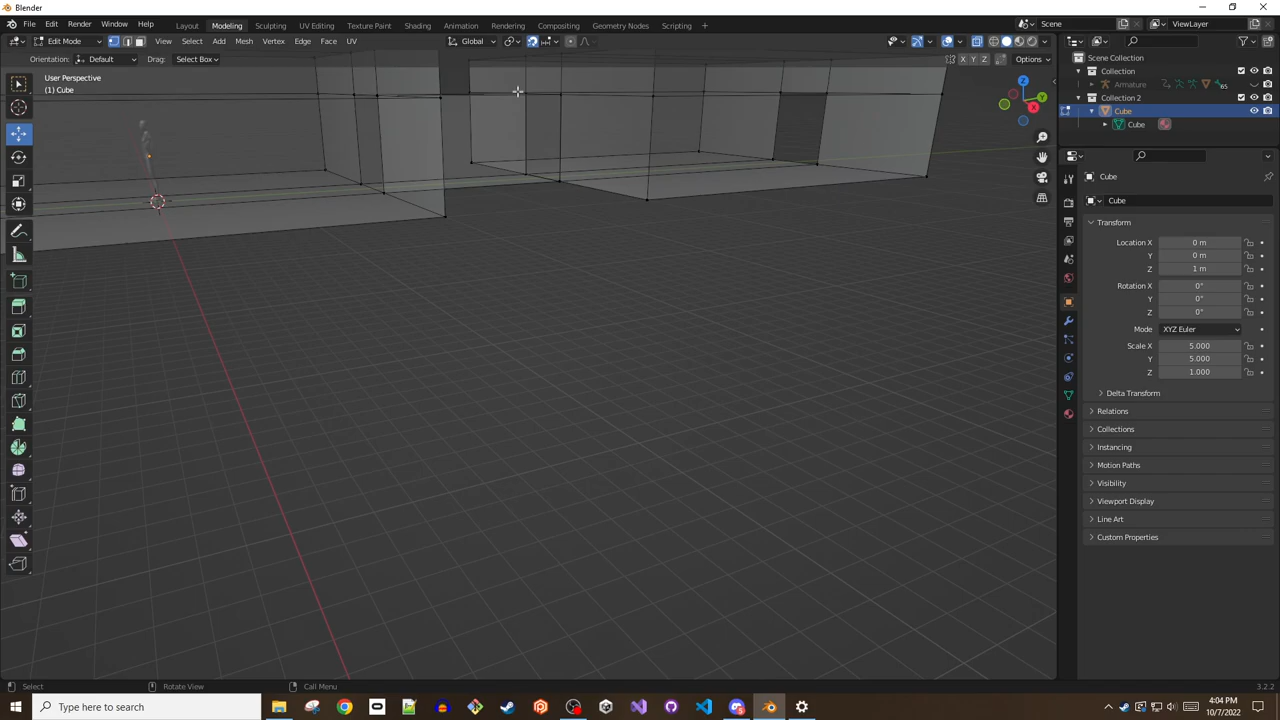 Blender
File Edit Render Window Help Layout Modeling Sculpting UV Editing Texture Paint Shading Animation Rendering Compositing Geometry Nodes Scripting + Scene ViewLayer
Edit Mode View Select Add Mesh Vertex Edge Face UV Global
Orientation: Default Drag: Select Box X Y Z Options
User Perspective
(1) Cube
Z
Y
X
Scene Collection
Collection
Armature 65
Collection 2
Cube
Cube
Cube
Cube
Transform
Location X 0 m
Y 0 m
Z 1 m
Rotation X 0°
Y 0°
Z 0°
Mode XYZ Euler
Scale X 5.000
Y 5.000
Z 1.000
Delta Transform
Relations
Collections
Instancing
Motion Paths
Visibility
Viewport Display
Line Art
Custom Properties
Select Rotate View Call Menu 3.2.2
Type here to search
4:04 PM
10/7/2022